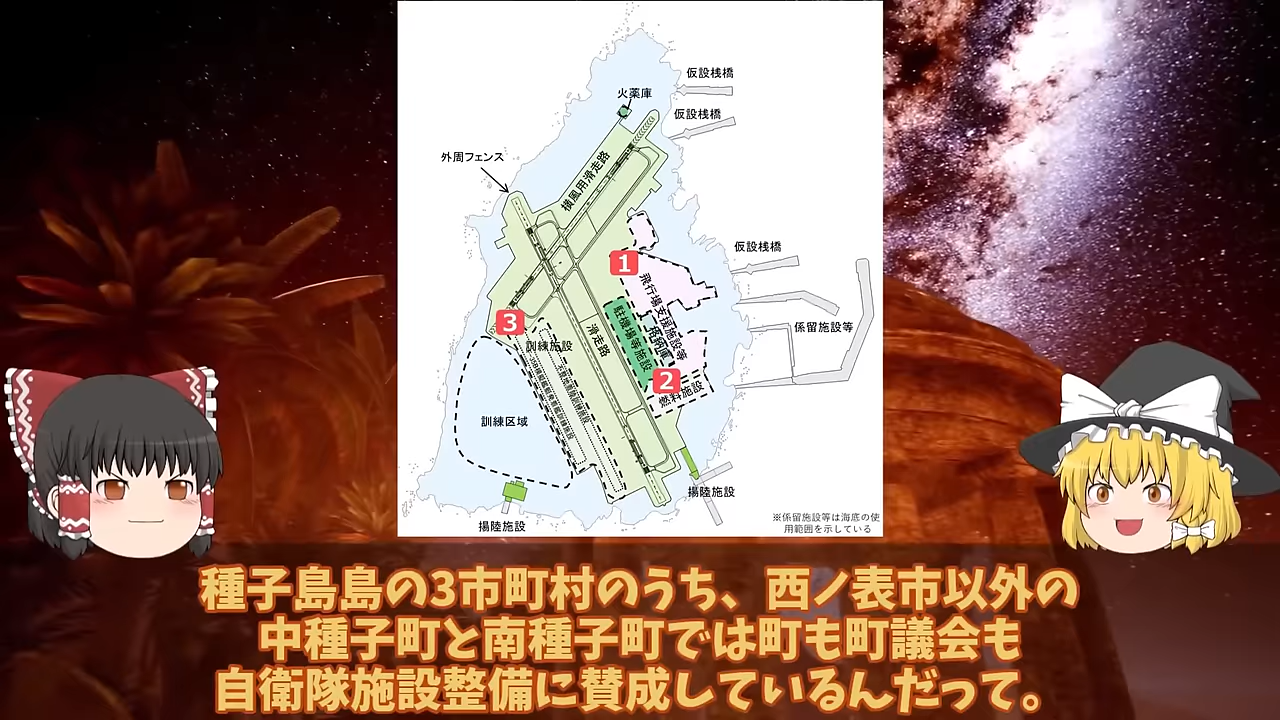 仮設桟橋
火薬庫
仮設桟橋
外周フェンス
横風用滑走路
仮設桟橋
1
飛行場支援施設等
駐機場等施設
格納庫
3
滑走路
係留施設等
訓練施設
2
燃料施設
訓練区域
揚陸施設
揚陸施設
※係留施設等は海底の使
用範囲を示している
種子島島の3市町村のうち、西ノ表市以外の
中種子町と南種子町では町も町議会も
自衛隊施設整備に賛成しているんだって。